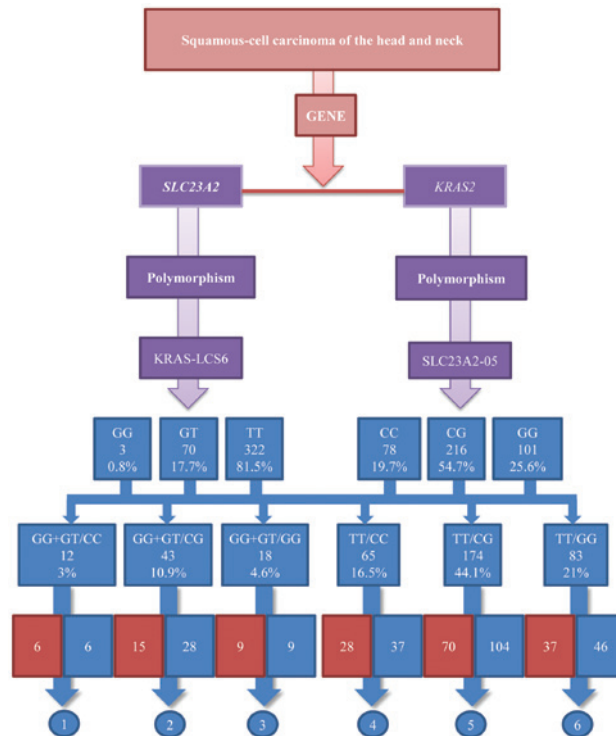 Squamous-cell carcinoma of the head and neck
GENE
SLC23A2
KRAS2
Polymorphism
Polymorphism
KRAS-LCS6
SLC23A2-05
GG
3
0.8%
GT
70
17.7%
TT
322
81.5%
CC
78
19.7%
CG
216
54.7%
GG
101
25.6%
GG+GT/CC
12
3%
GG+GT/CG
43
10.9%
GG+GT/GG
18
4.6%
TT/CC
65
16.5%
TT/CG
174
44.1%
TT/GG
83
21%
6
6
15
28
9
9
28
37
70
104
37
46
1
2
3
4
5
6